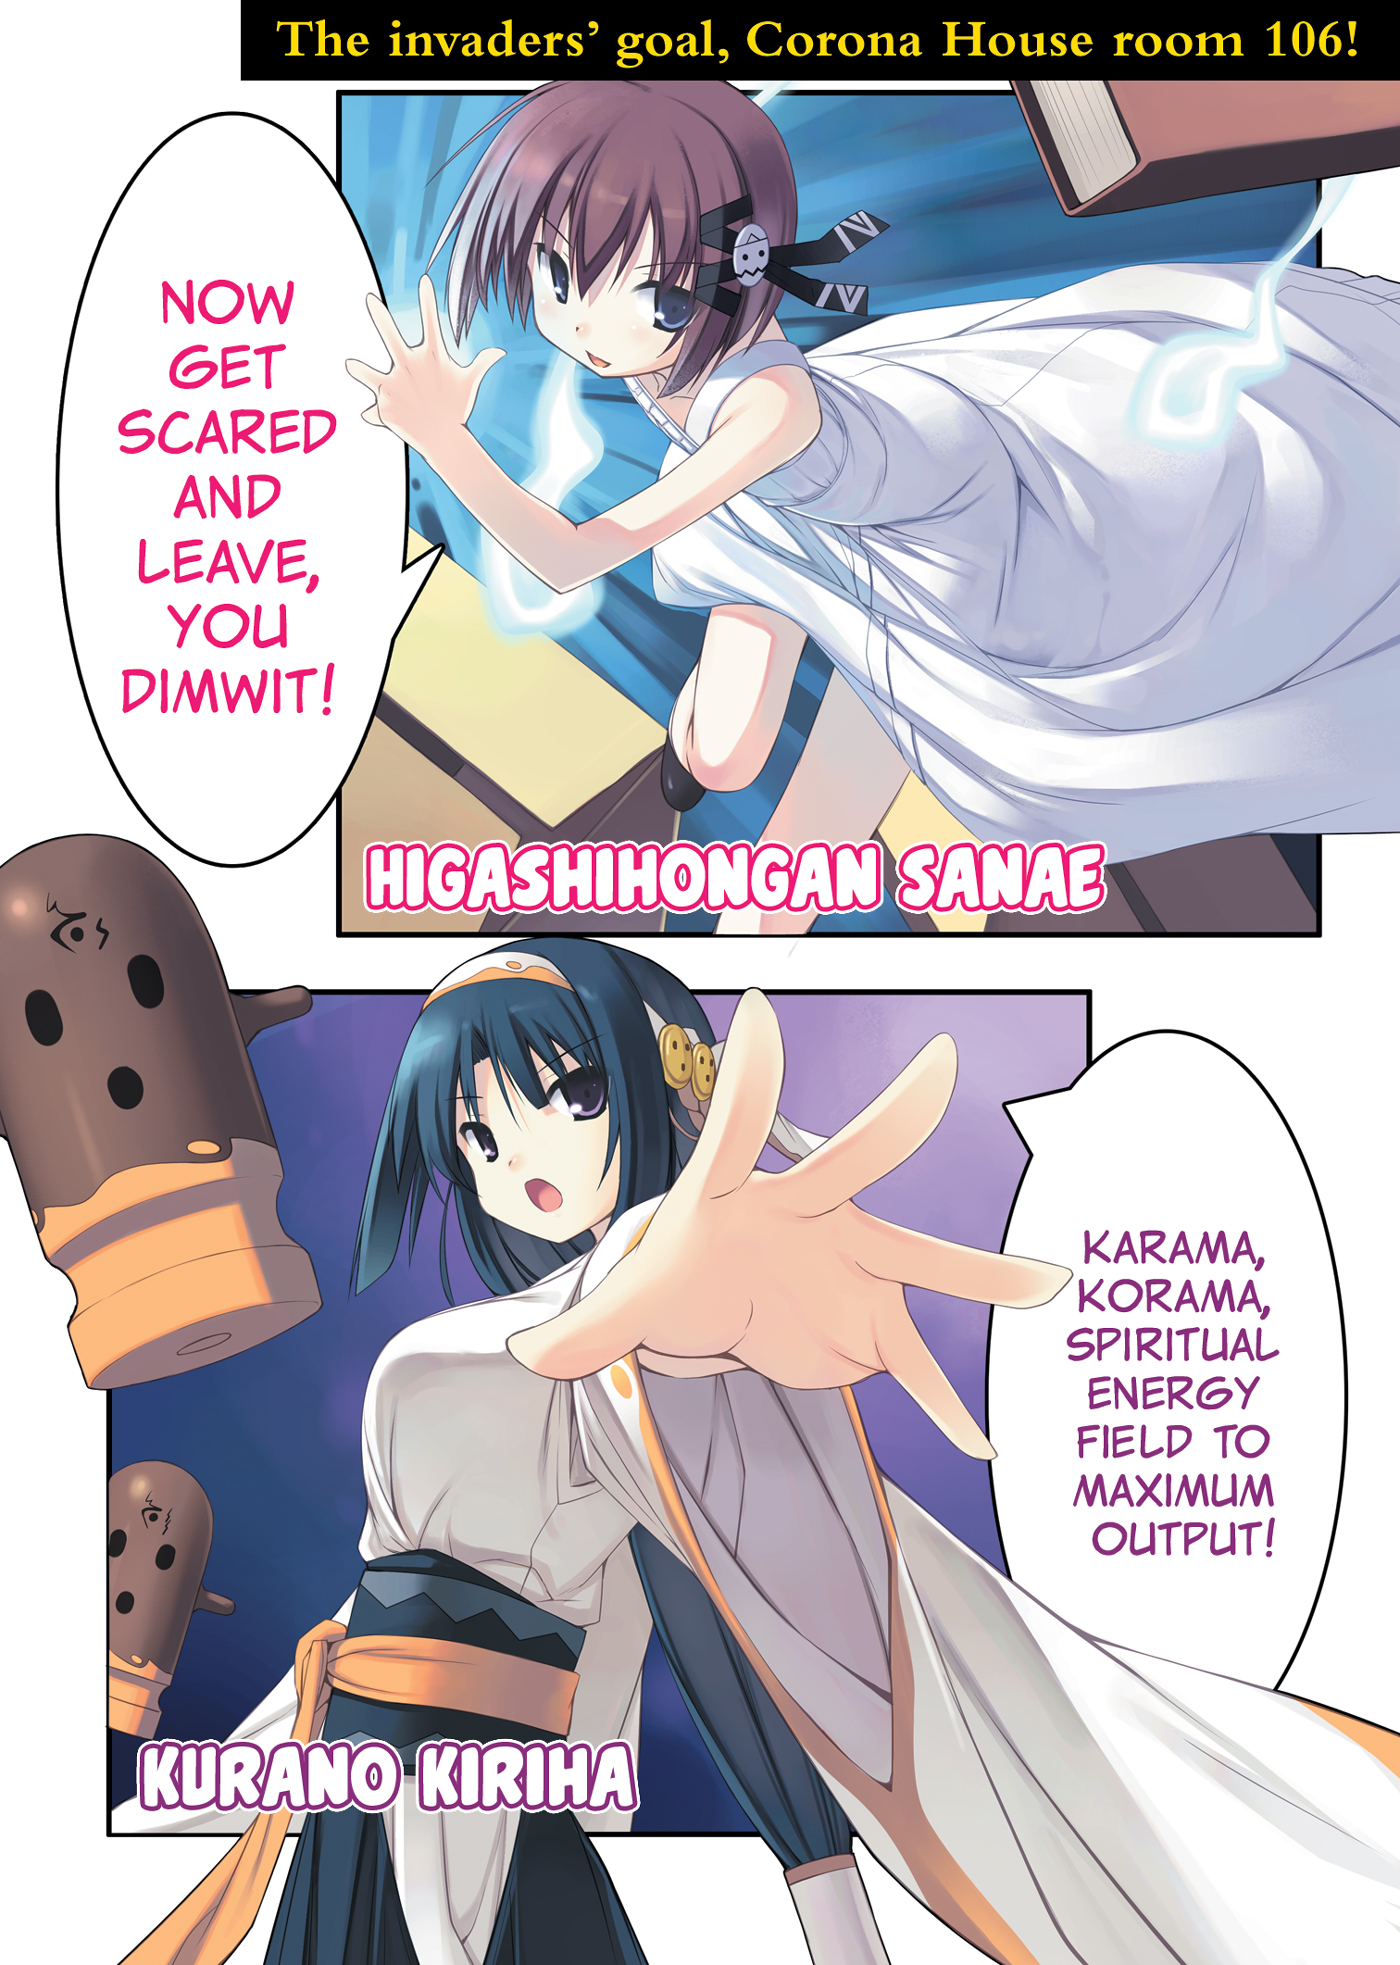 The invaders' goal, Corona House room 106!
NOW
GET
SCARED
AND
LEAVE,
YOU
DIMWIT!
HIGASHIHONGAN SANAE
KARAMA,
KORAMA,
SPIRITUAL
ENERGY
FIELD TO
MAXIMUM
OUTPUT!
KURANO KIRIHA